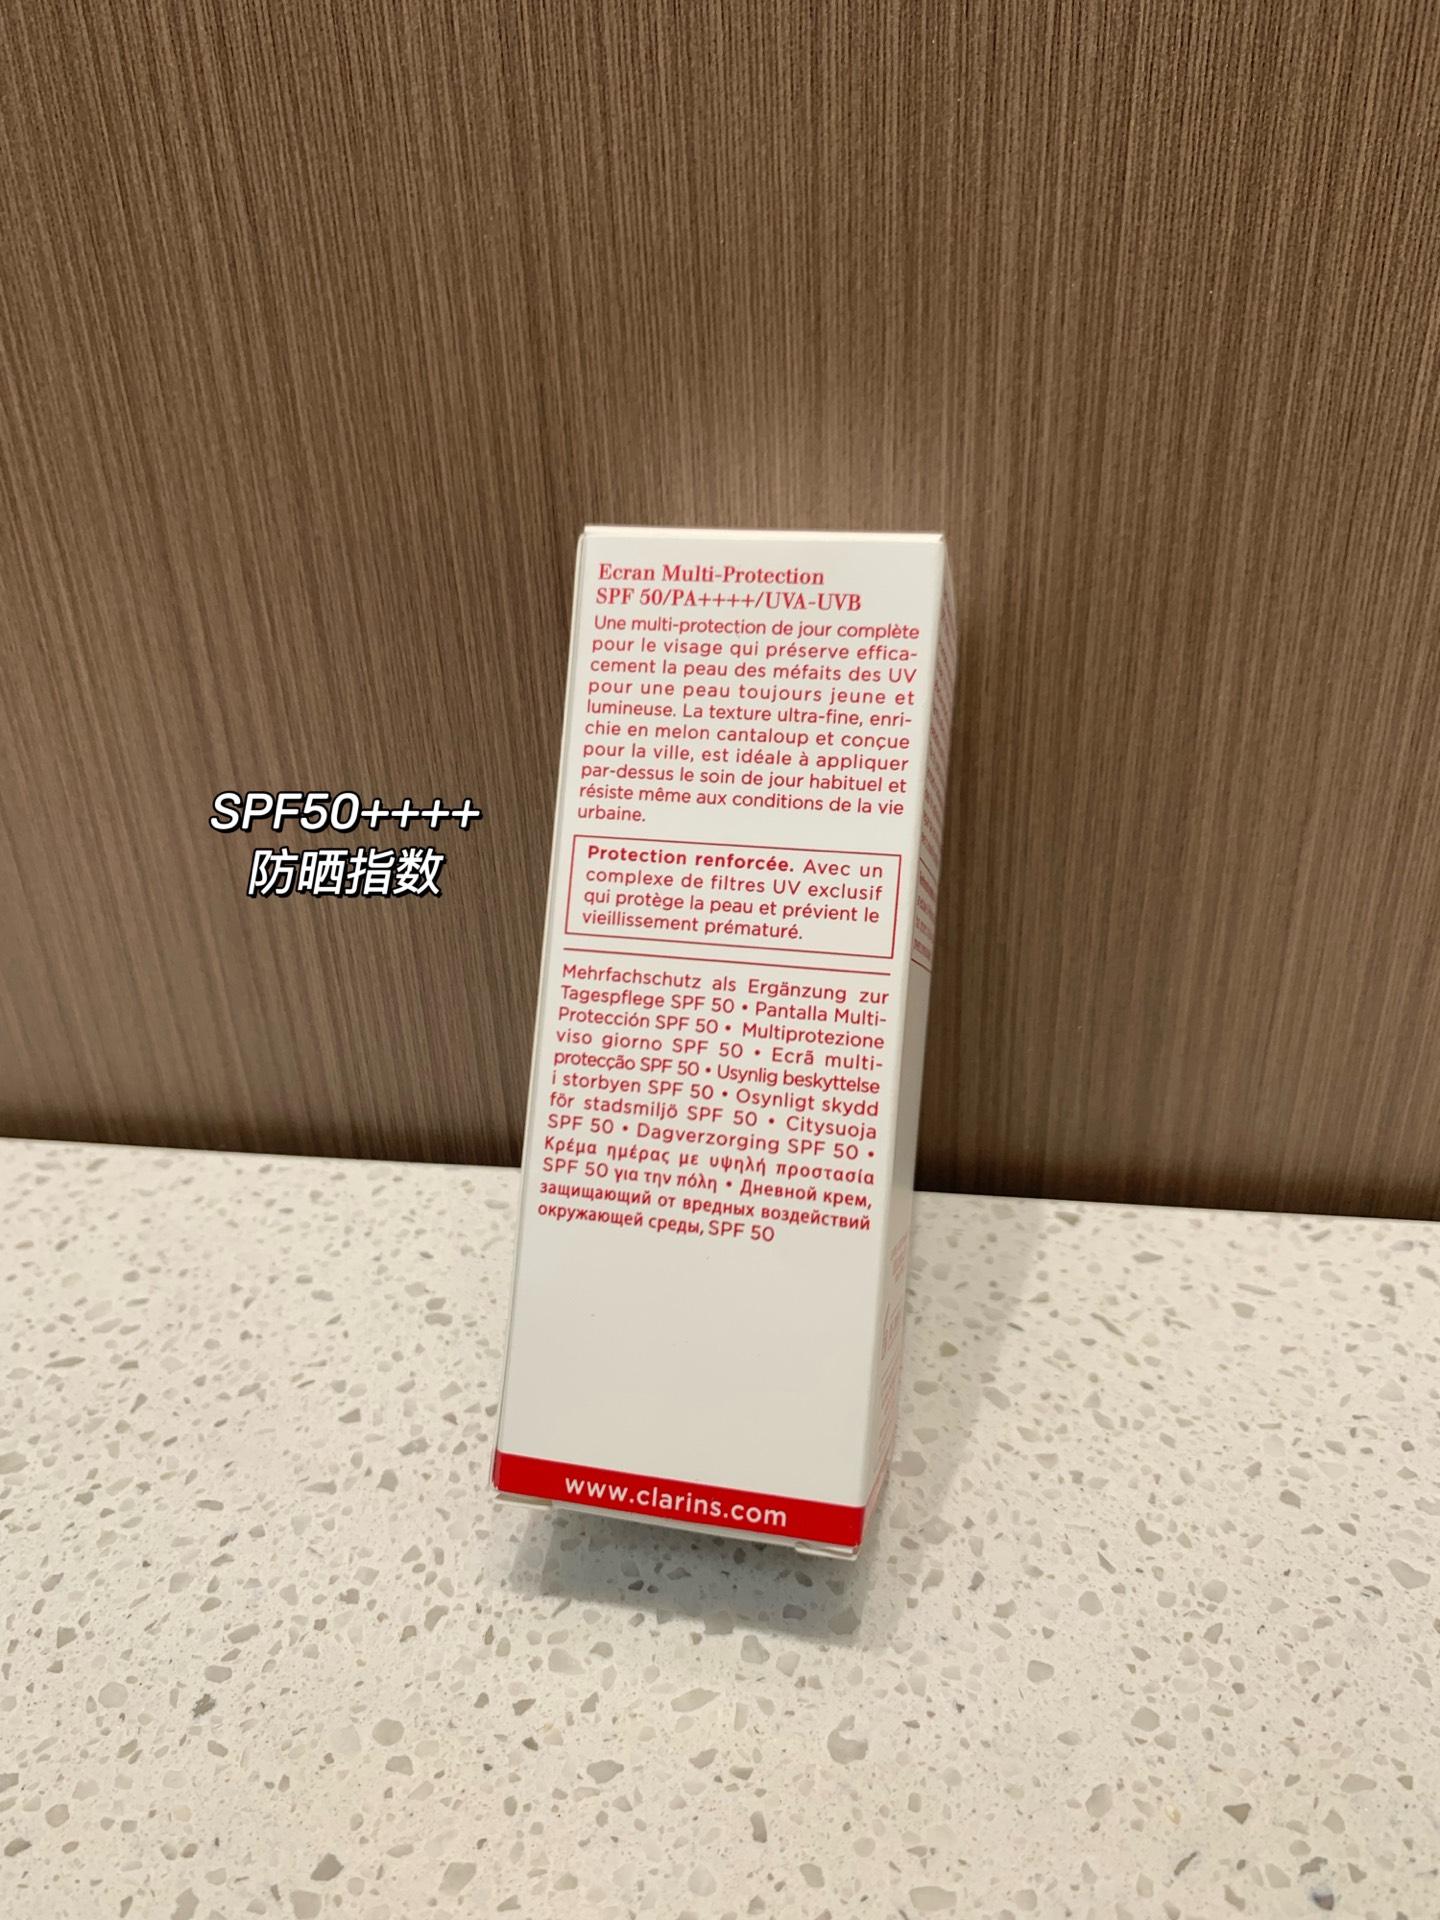 Ecran Multi-Protection
SPF 50/PA++++/UVA-UVB
Une multi-protection de jour complète
pour le visage qui préserve effica-
cement la peau des méfaits des UV
pour une peau toujours jeune et
lumineuse. La texture ultra-fine, enri-
chie en melon cantaloup et conçue
pour la ville, est idéale à appliquer
par-dessus le soin de jour habituel et
résiste même aux conditions de la vie
urbaine.
SPF50++++
防晒指数
Protection renforcée. Avec un
complexe de filtres UV exclusif
qui protège la peau et prévient le
vieillissement prématuré.
Mehrfachschutz als Ergänzung zur
Tagespflege SPF 50 • Pantalla Multi-
Protección SPF 50 • Multiprotezione
viso giorno SPF 50 • Ecrã multi-
protecção SPF 50 • Usynlig beskyttelse
i storbyen SPF 50 • Osynligt skydd
för stadsmiljö SPF 50 • Citysuoja
SPF 50 • Dagverzorging SPF 50 •
Κρέμα ημέρας με υψηλή προστασία
SPF 50 για την πόλη • Дневной крем,
защищающий от вредных воздействий
окружающей среды, SPF 50
www.clarins.com